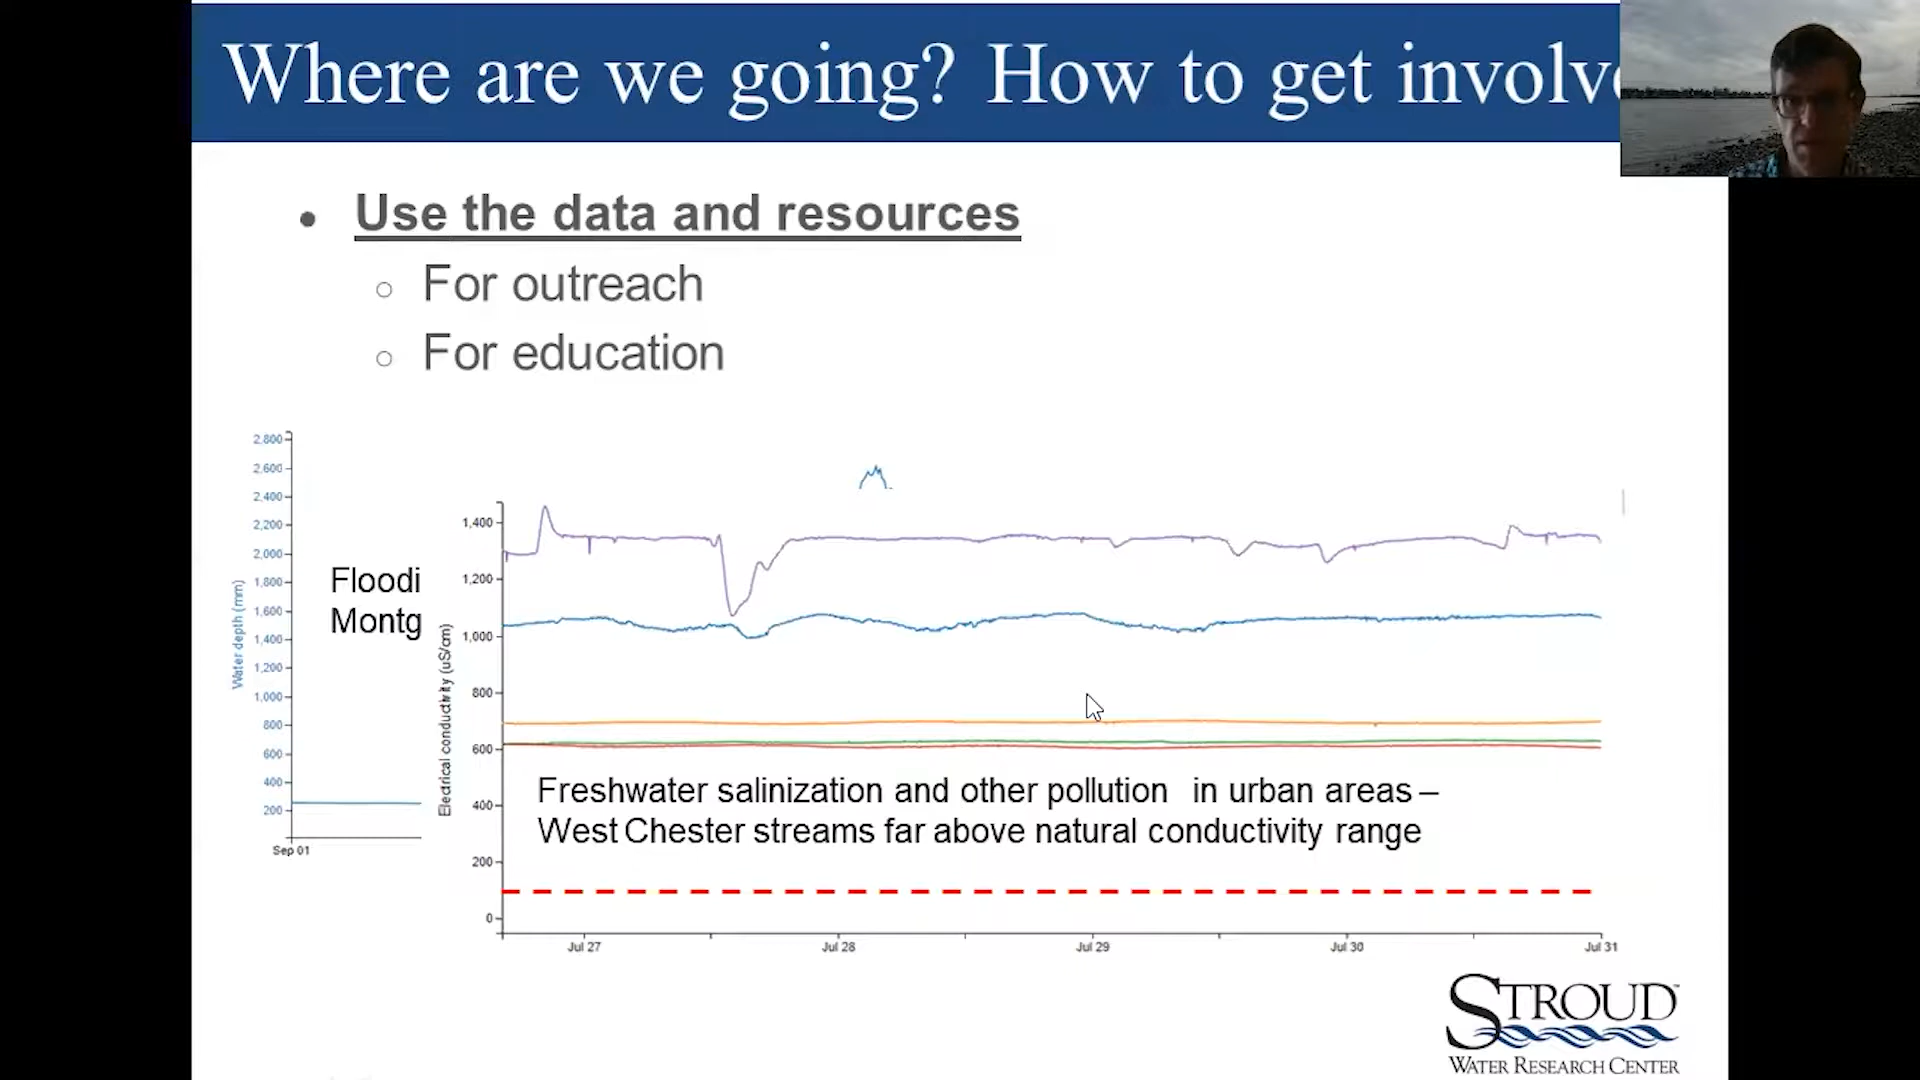 Where are we going? How to get involve
Use the data and resources
For outreach
For education
2,800
2,600
2,400
2,200
2,000
1,800
1,600
1,400
1,200
1,000
800
600
400
200
Water depth (mm)
Sep 01
Floodi
Montg
1,400
1,200
1,000
800
600
400
200
0
Electrical conductivity (uS/cm)
Freshwater salinization and other pollution in urban areas –
West Chester streams far above natural conductivity range
Jul 27 Jul 28 Jul 29 Jul 30 Jul 31
STROUD
WATER RESEARCH CENTER